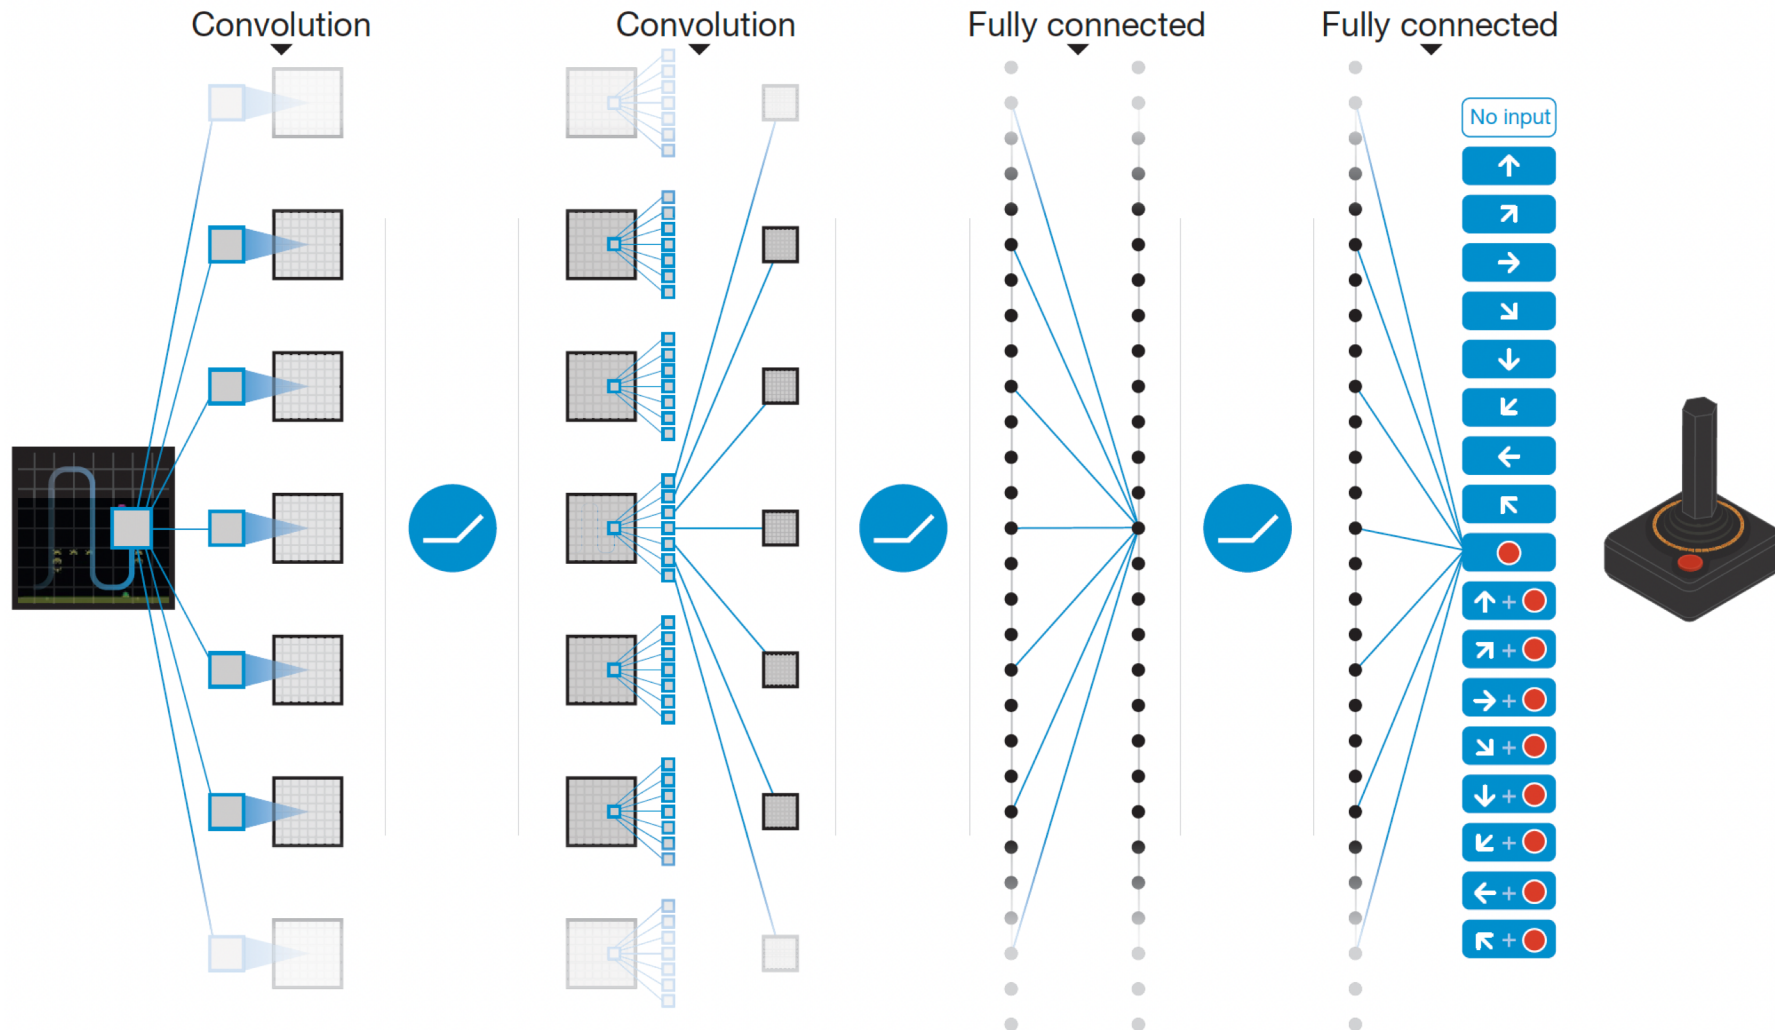 Convolution
Convolution
Fully connected
Fully connected
No input
+
+
+
+
+
+
+
+